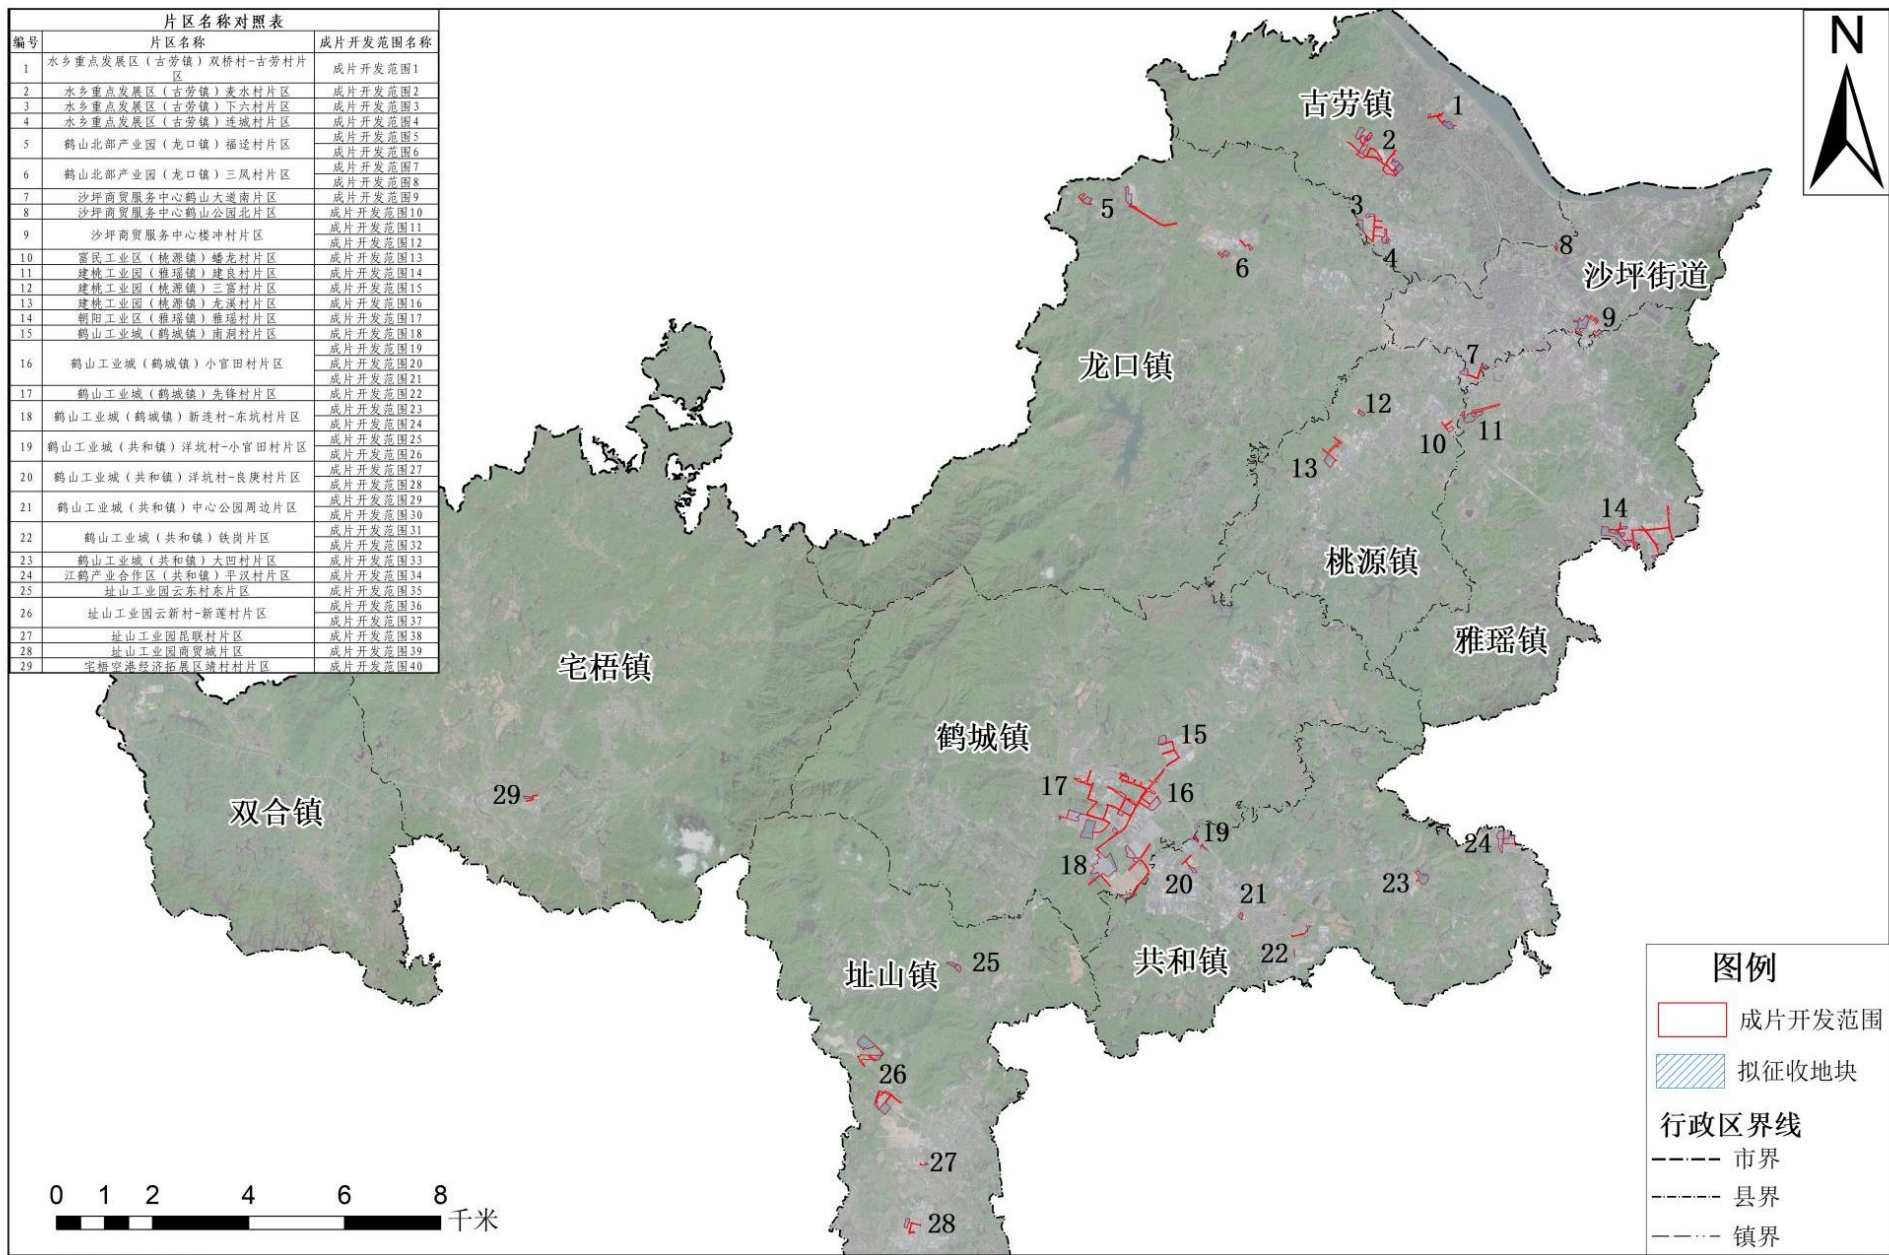 片区名称对照表
编号 片区名称 成片开发范围名称
1 水乡重点发展区（古劳镇）双桥村-古劳村片区 成片开发范围1
2 水乡重点发展区（古劳镇）麦水村片区 成片开发范围2
3 水乡重点发展区（古劳镇）下六村片区 成片开发范围3
4 水乡重点发展区（古劳镇）连城村片区 成片开发范围4
5 鹤山北部产业园（龙口镇）福迳村片区 成片开发范围5
成片开发范围6
6 鹤山北部产业园（龙口镇）三凤村片区 成片开发范围7
成片开发范围8
7 沙坪商贸服务中心鹤山大道南片区 成片开发范围9
8 沙坪商贸服务中心鹤山公园北片区 成片开发范围10
9 沙坪商贸服务中心楼冲村片区 成片开发范围11
成片开发范围12
10 富民工业区（桃源镇）蟠龙村片区 成片开发范围13
11 建桃工业园（雅瑶镇）建良村片区 成片开发范围14
12 建桃工业园（桃源镇）三富村片区 成片开发范围15
13 建桃工业园（桃源镇）龙溪村片区 成片开发范围16
14 朝阳工业区（雅瑶镇）雅瑶村片区 成片开发范围17
15 鹤山工业城（鹤城镇）南洞村片区 成片开发范围18
16 鹤山工业城（鹤城镇）小官田村片区 成片开发范围19
成片开发范围20
成片开发范围21
17 鹤山工业城（鹤城镇）先锋村片区 成片开发范围22
18 鹤山工业城（鹤城镇）新连村-东坑村片区 成片开发范围23
成片开发范围24
19 鹤山工业城（共和镇）洋坑村-小官田村片区 成片开发范围25
成片开发范围26
20 鹤山工业城（共和镇）洋坑村-良庚村片区 成片开发范围27
成片开发范围28
21 鹤山工业城（共和镇）中心公园周边片区 成片开发范围29
成片开发范围30
22 鹤山工业城（共和镇）铁岗片区 成片开发范围31
成片开发范围32
23 鹤山工业城（共和镇）大凹村片区 成片开发范围33
24 江鹤产业合作区（共和镇）平汉村片区 成片开发范围34
25 址山工业园云东村东片区 成片开发范围35
26 址山工业园云新村-新莲村片区 成片开发范围36
成片开发范围37
27 址山工业园昆联村片区 成片开发范围38
28 址山工业园商贸城片区 成片开发范围39
29 宅梧空港经济拓展区靖村村片区 成片开发范围40
N
古劳镇
1
2
3
4
5
6
8
沙坪街道
9
7
龙口镇
12
10
11
13
14
桃源镇
雅瑶镇
宅梧镇
鹤城镇
15
17
16
29
双合镇
19
18
20
24
23
21
22
共和镇
址山镇
25
26
27
28
0 1 2 4 6 8
千米
图例
成片开发范围
拟征收地块
行政区界线
市界
县界
镇界